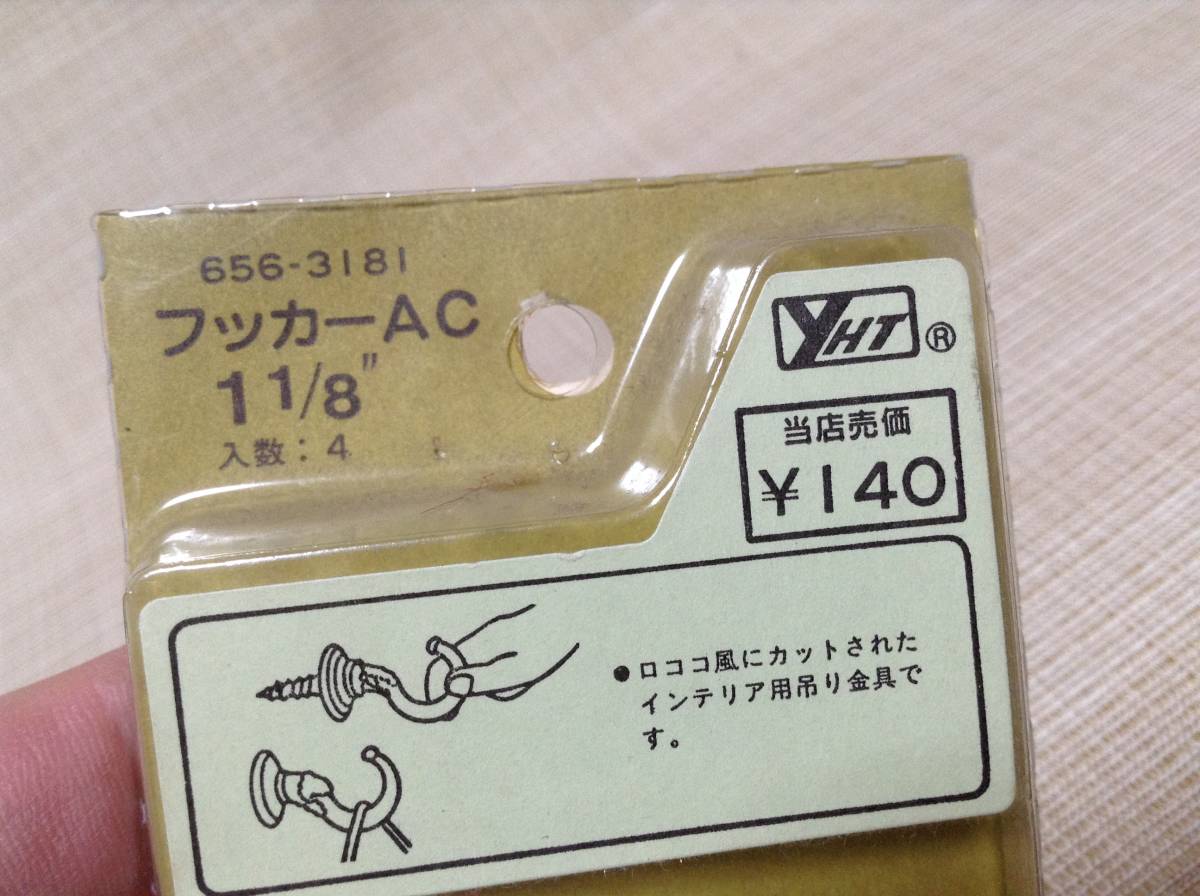 656-3181
フッカーAC
1 1/8"
入数:4
YHT®
当店売価
¥140
●ロココ風にカットされた
インテリア用吊り金具で
す。